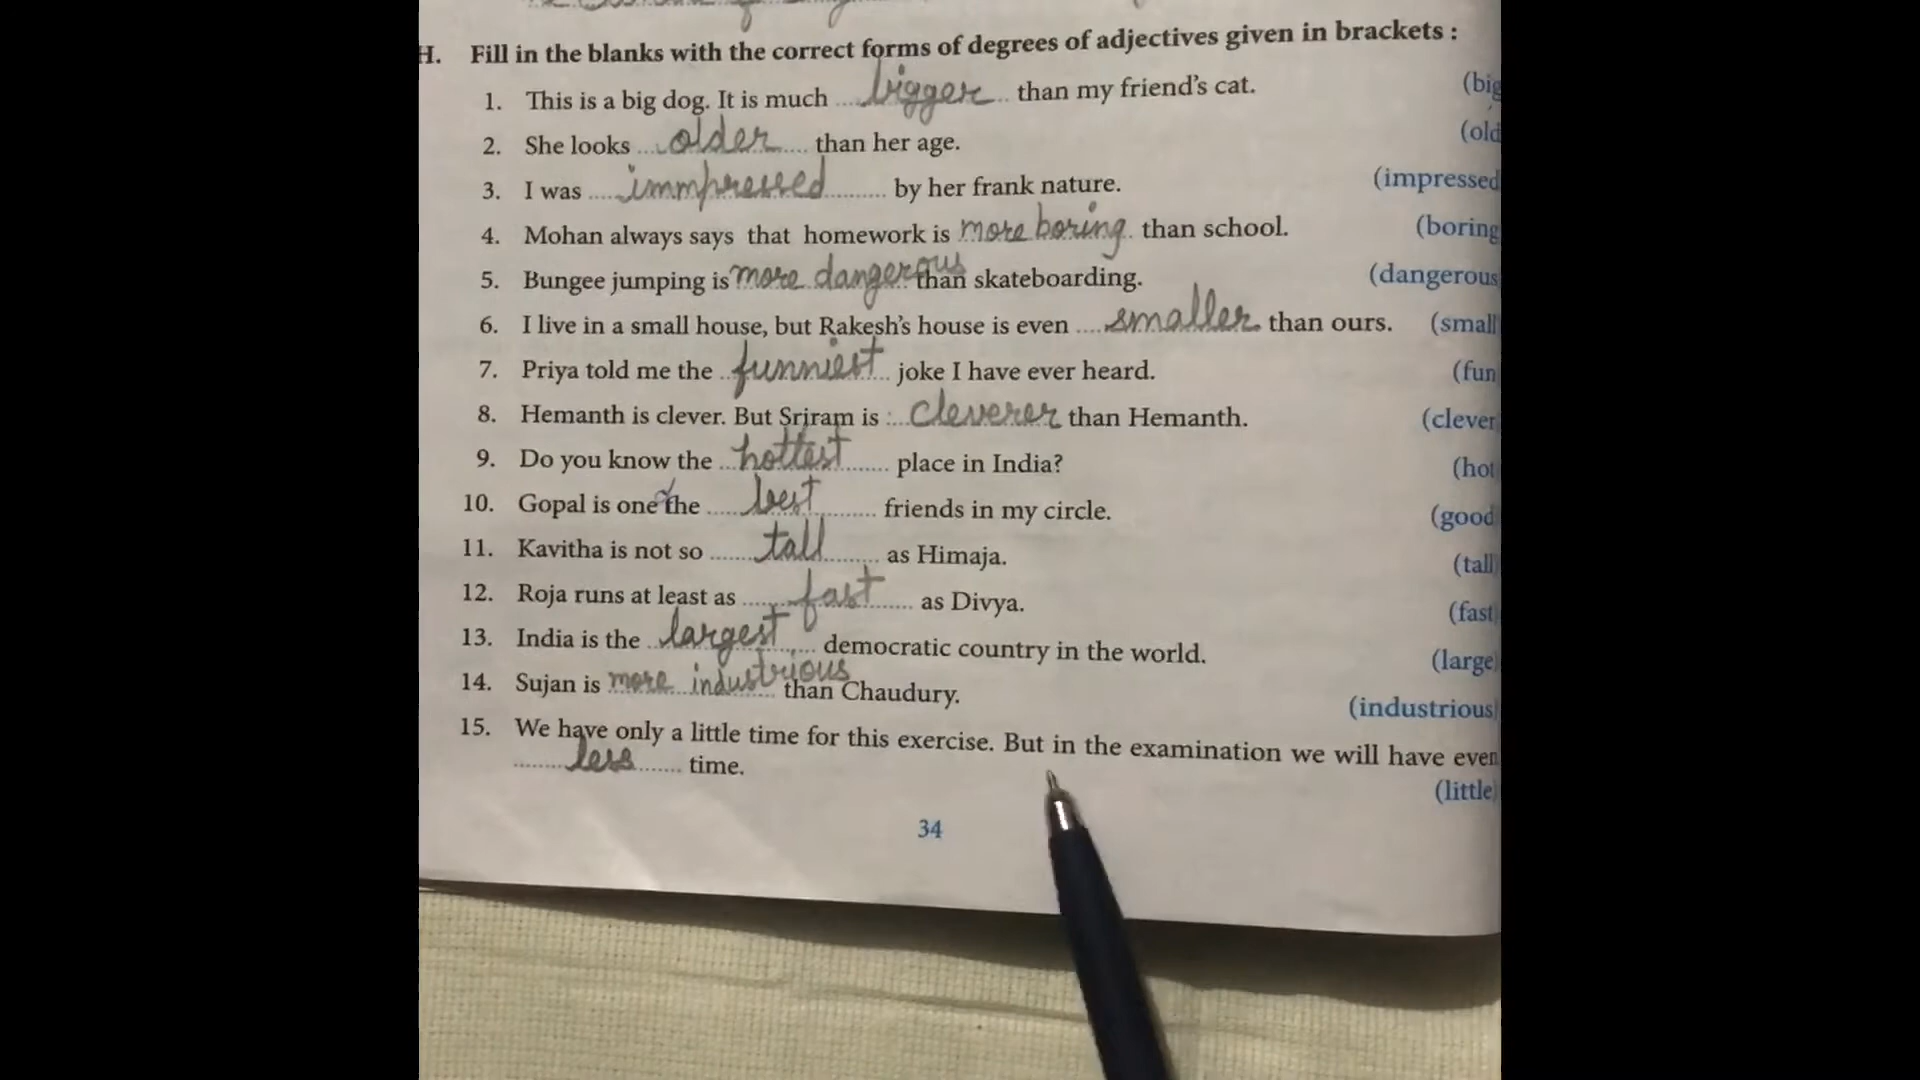 H. Fill in the blanks with the correct forms of degrees of adjectives given in brackets :
1. This is a big dog. It is much ...bigger... than my friend's cat. (big
2. She looks ...older... than her age. (old
3. I was ...immpressed... by her frank nature. (impressed
4. Mohan always says that homework is more boring than school. (boring
5. Bungee jumping is more dangerous than skateboarding. (dangerous
6. I live in a small house, but Rakesh's house is even ...smaller than ours. (small
7. Priya told me the ...funniest... joke I have ever heard. (fun
8. Hemanth is clever. But Sriram is ...cleverer than Hemanth. (clever
9. Do you know the ...hottest... place in India? (hot
10. Gopal is one of the ...best... friends in my circle. (good
11. Kavitha is not so ...tall... as Himaja. (tall)
12. Roja runs at least as ...fast... as Divya. (fast
13. India is the ...largest... democratic country in the world. (large
14. Sujan is more industrious than Chaudury. (industrious)
15. We have only a little time for this exercise. But in the examination we will have even
...less... time. (little)
34